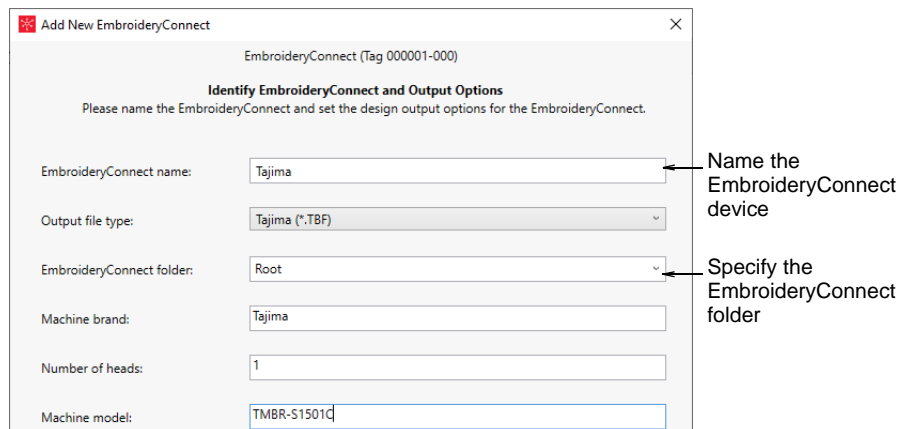 Add New EmbroideryConnect
EmbroideryConnect (Tag 000001-000)
Identify EmbroideryConnect and Output Options
Please name the EmbroideryConnect and set the design output options for the EmbroideryConnect.
EmbroideryConnect name:
Tajima
Name the
EmbroideryConnect
device
Output file type:
Tajima (*.TBF)
EmbroideryConnect folder:
Root
Specify the
EmbroideryConnect
folder
Machine brand:
Tajima
Number of heads:
1
Machine model:
TMBR-S1501C